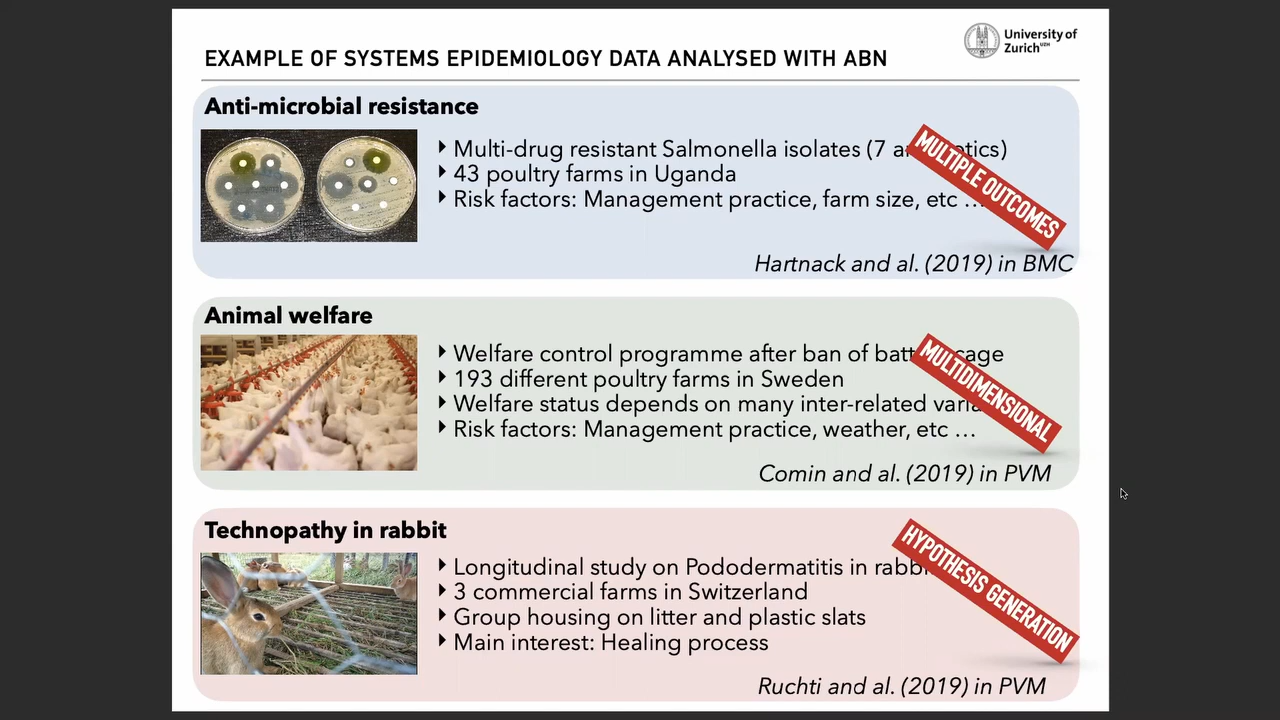 EXAMPLE OF SYSTEMS EPIDEMIOLOGY DATA ANALYSED WITH ABN
University of
Zurich UZH
Anti-microbial resistance
Multi-drug resistant Salmonella isolates (7
43 poultry farms in Uganda
Risk factors: Management practice, farm size, etc …
MULTIPLE OUTCOMES
Hartnack and al. (2019) in BMC
Animal welfare
Welfare control programme after ban of cage
193 different poultry farms in Sweden
Welfare status depends on many inter-related
Risk factors: Management practice, weather, etc …
MULTIDIMENSIONAL
Comin and al. (2019) in PVM
Technopathy in rabbit
Longitudinal study on Pododermatitis in
3 commercial farms in Switzerland
Group housing on litter and plastic slats
Main interest: Healing process
HYPOTHESIS GENERATION
Ruchti and al. (2019) in PVM